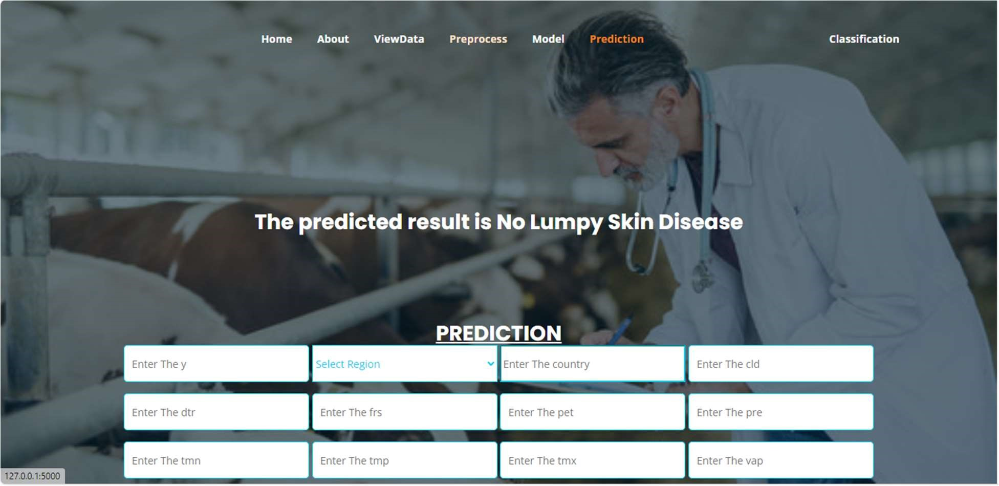 Home About ViewData Preprocess Model Prediction Classification
The predicted result is No Lumpy Skin Disease
PREDICTION
Enter The y Select Region Enter The country Enter The cld
Enter The dtr Enter The frs Enter The pet Enter The pre
Enter The tmn Enter The tmp Enter The tmx Enter The vap
127.0.0.1:5000